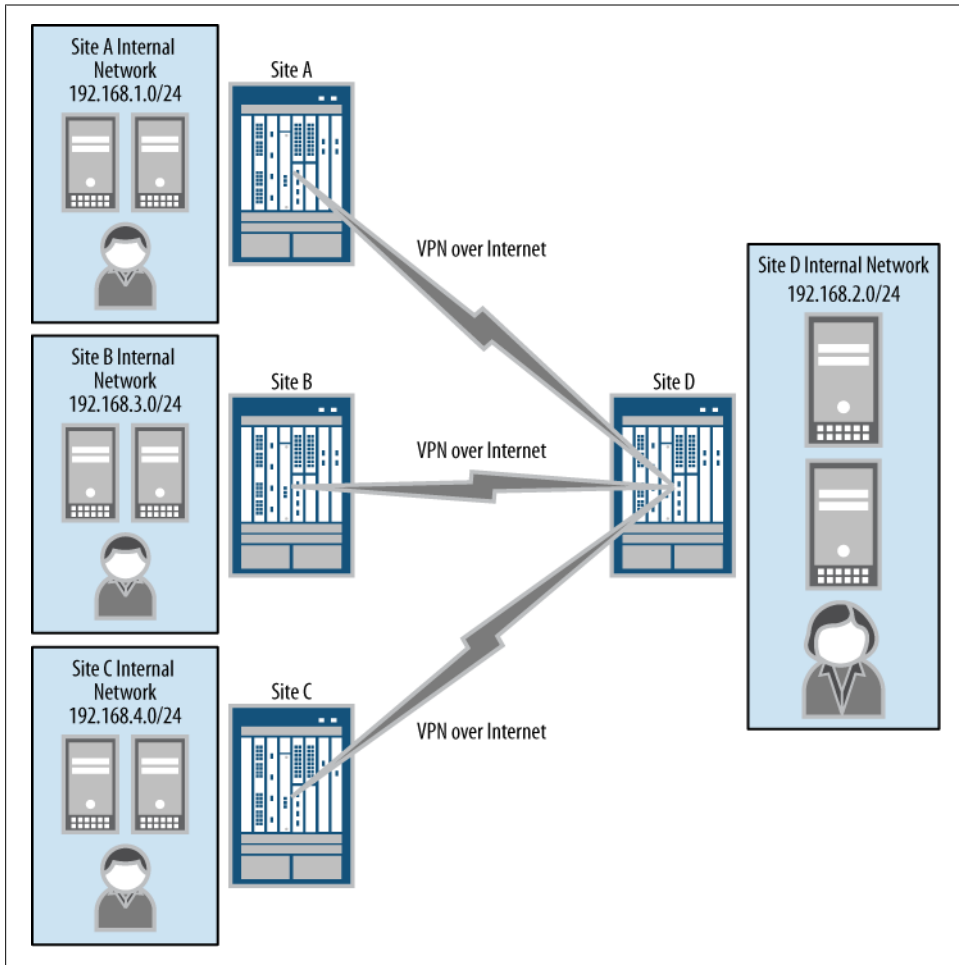 Site A Internal
Network
192.168.1.0/24
Site A
VPN over Internet
Site B Internal
Network
192.168.3.0/24
Site B
VPN over Internet
Site C Internal
Network
192.168.4.0/24
Site C
VPN over Internet
Site D
Site D Internal Network
192.168.2.0/24